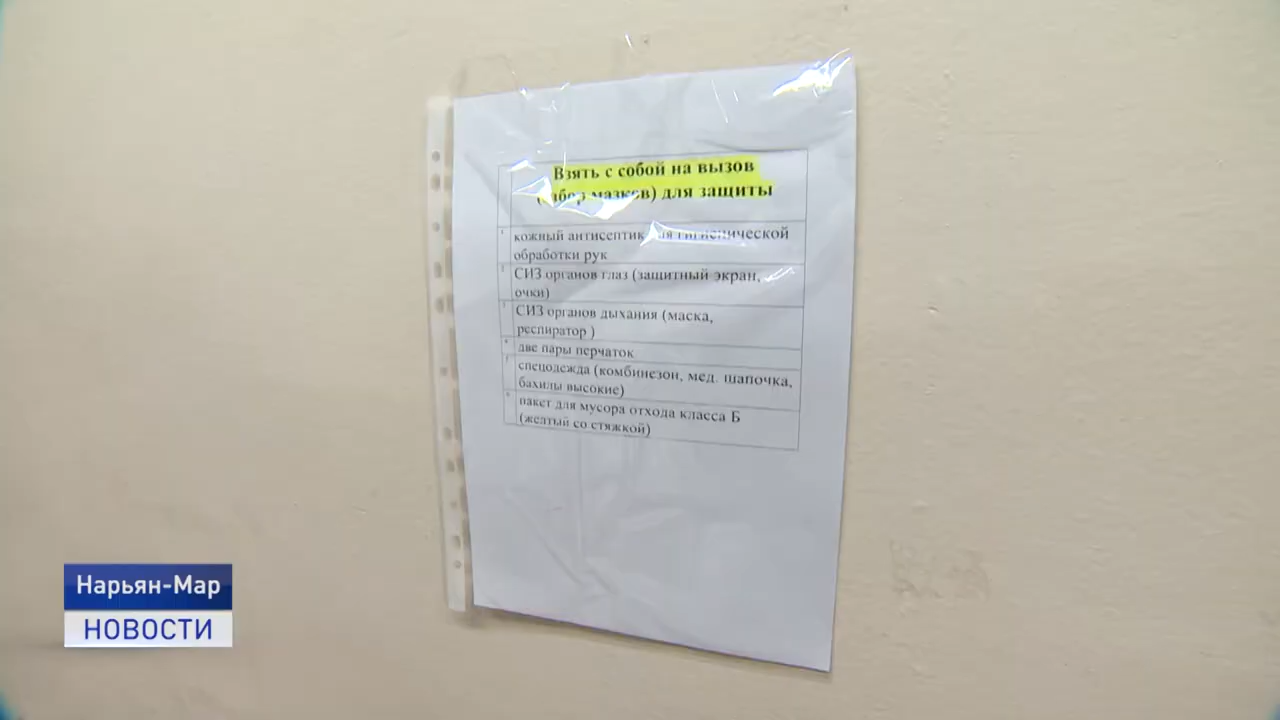 Взять с собой на вызов
мазков) для защиты
кожный антисептик гигиенической
обработки рук
СИЗ органов глаз (защитный экран,
очки)
СИЗ органов дыхания (маска,
респиратор )
две пары перчаток
спецодежда (комбинезон, мед. шапочка,
бахилы высокие)
пакет для мусора отхода класса Б
(желтый со стяжкой)
Нарьян-Мар
НОВОСТИ